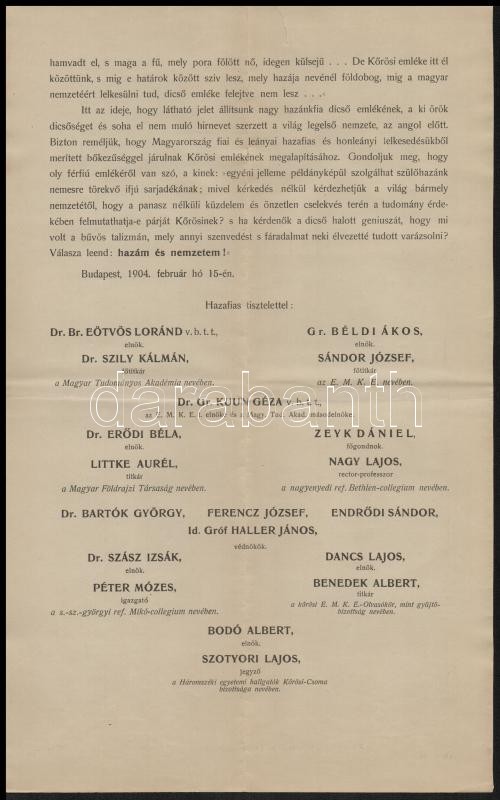 hamvadt el, s maga a fű, mely pora fölött nő, idegen külsejű . . . De Kőrösi emléke itt él
közöttünk, s míg e határok között szív lesz, mely hazája nevénél földobog, míg a magyar
nemzetéért lelkesülni tud, dicső emléke felejtve nem lesz . . .«
Itt az ideje, hogy látható jelet állítsunk nagy hazánkfia dicső emlékének, a ki örök
dicsőséget és soha el nem muló hirnevet szerzett a világ legelső nemzete, az angol előtt.
Bizton reméljük, hogy Magyarország fiai és leányai hazafias és honleányi lelkesedésükből
merített bőkezűséggel járulnak Kőrösi emlékének megalapításához. Gondoljuk meg, hogy
oly férfiú emlékéről van szó, a kinek: »egyéni jelleme példányképül szolgálhat szülőhazánk
nemesre törekvő ifjú sarjadékának; mivel kérkedés nélkül kérdezhetjük a világ bármely
nemzetétől, hogy a panasz nélküli küzdelem és önzetlen cselekvés terén a tudomány érde-
kében felmutathatja-e párját Kőrösinek? s ha kérdenők a dicső halott geniuszát, hogy mi
volt a bűvös talizmán, mely annyi szenvedést s fáradalmat neki élvezetté tudott varázsolni?
Válasza leend: hazám és nemzetem!«
Budapest, 1904. február hó 15-én.
Hazafias tisztelettel:
Dr. Br. EÖTVÖS LORÁND v. b. t. t., Gr. BÉLDI ÁKOS,
elnök. elnök.
Dr. SZILY KÁLMÁN, SÁNDOR JÓZSEF,
főtitkár főtitkár
a Magyar Tudományos Akadémia nevében. az E. M. K. E. nevében.
Dr. Gr. KUUN GÉZA v. b. t. t.,
az E. M. K. E. t. elnöke és a Magy. Tud. Akad. másodelnöke.
Dr. ERŐDI BÉLA, ZEYK DÁNIEL,
elnök. főgondnok.
LITTKE AURÉL, NAGY LAJOS,
titkár rector-professzor
a Magyar Földrajzi Társaság nevében. a nagyenyedi ref. Bethlen-collegium nevében.
Dr. BARTÓK GYÖRGY, FERENCZ JÓZSEF, ENDRŐDI SÁNDOR,
Id. Gróf HALLER JÁNOS,
védnökök.
Dr. SZÁSZ IZSÁK, DANCS LAJOS,
elnök. elnök.
PÉTER MÓZES, BENEDEK ALBERT,
igazgató titkár
a s.-sz.-györgyi ref. Mikó-collegium nevében. a kőrösi E. M. K. E.-Olvasókör, mint gyűjtő-
bizottság nevében.
BODÓ ALBERT,
elnök.
SZOTYORI LAJOS,
jegyző
a Háromszéki egyetemi hallgatók Kőrösi-Csoma
bizottsága nevében.
darabanth